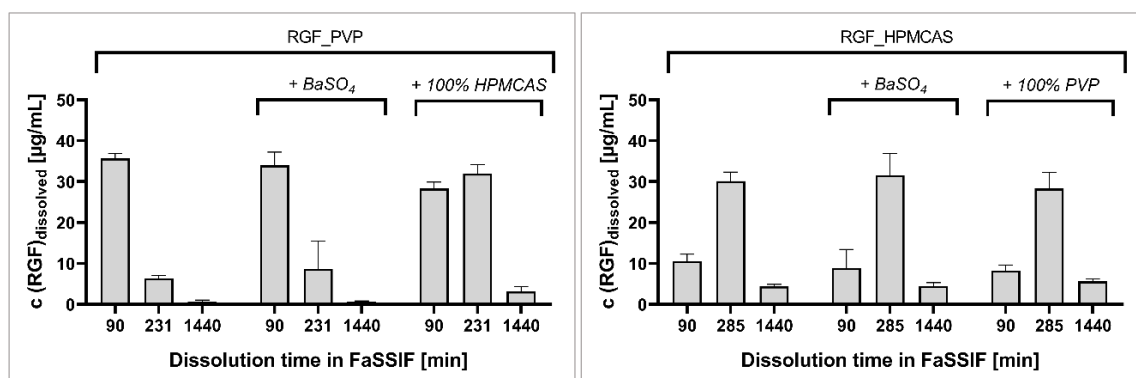 RGF_PVP
+ BaSO₄
+ 100% HPMCAS
c (RGF)dissolved [µg/mL]
50
40
30
20
10
0
90 231 1440 90 231 1440 90 231 1440
Dissolution time in FaSSIF [min]
RGF_HPMCAS
+ BaSO₄
+ 100% PVP
c (RGF)dissolved [µg/mL]
50
40
30
20
10
0
90 285 1440 90 285 1440 90 285 1440
Dissolution time in FaSSIF [min]